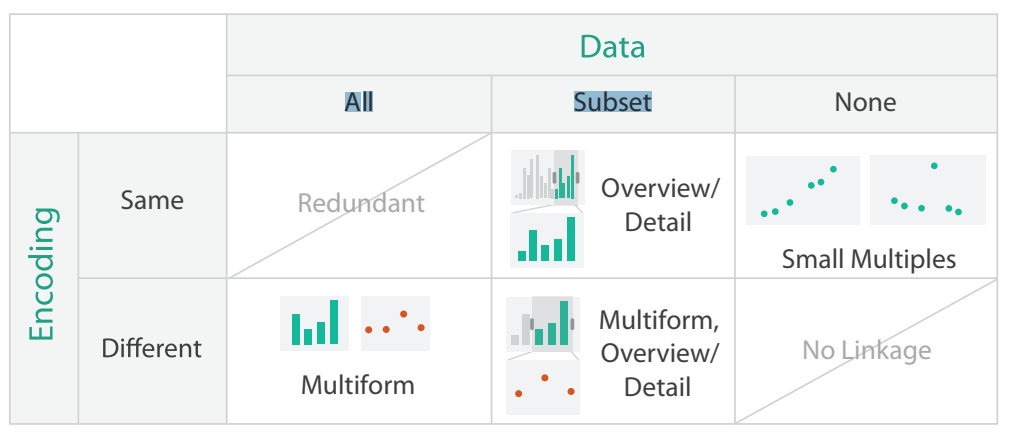 Data
All
Subset
None
Encoding
Same
Redundant
Overview/
Detail
Small Multiples
Different
Multiform
Multiform,
Overview/
Detail
No Linkage